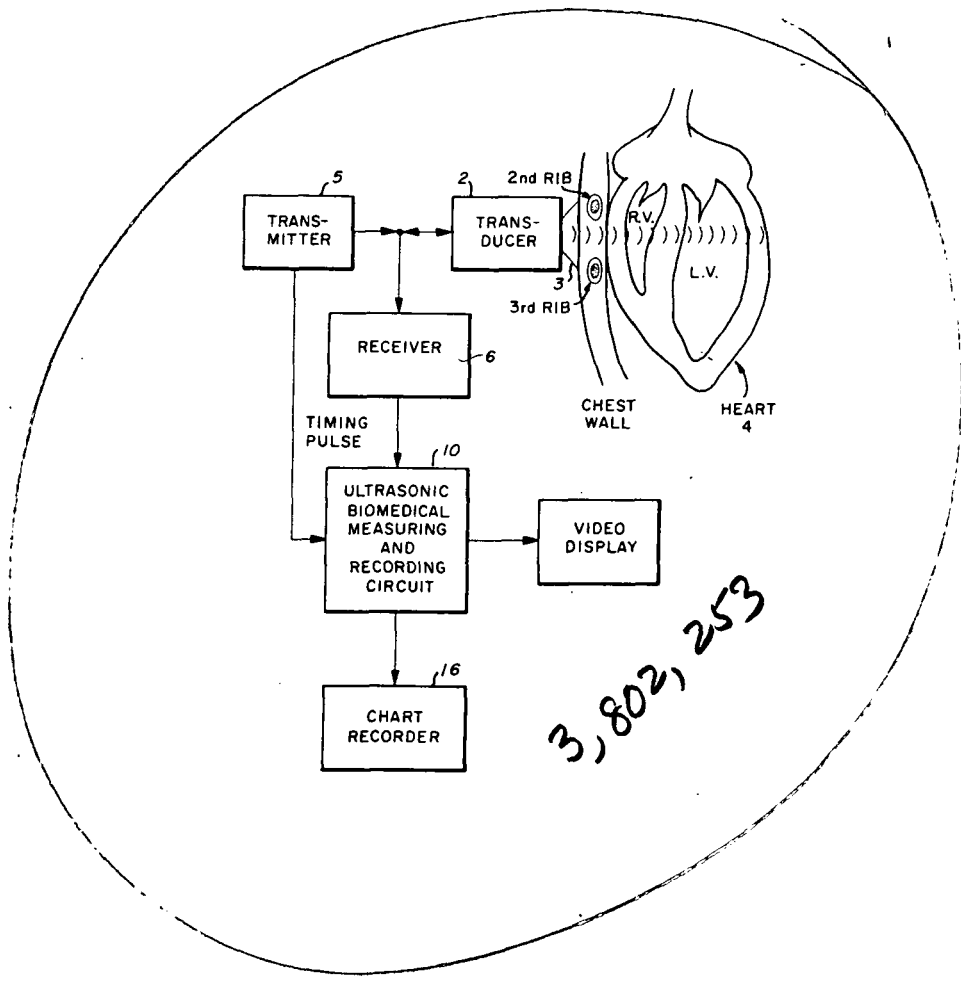 5
TRANS-
MITTER
2
TRANS-
DUCER
2nd RIB
R.V.
L.V.
3
3rd RIB
RECEIVER
6
CHEST
WALL
HEART
4
TIMING
PULSE
10
ULTRASONIC
BIOMEDICAL
MEASURING
AND
RECORDING
CIRCUIT
VIDEO
DISPLAY
16
CHART
RECORDER
3,802,253